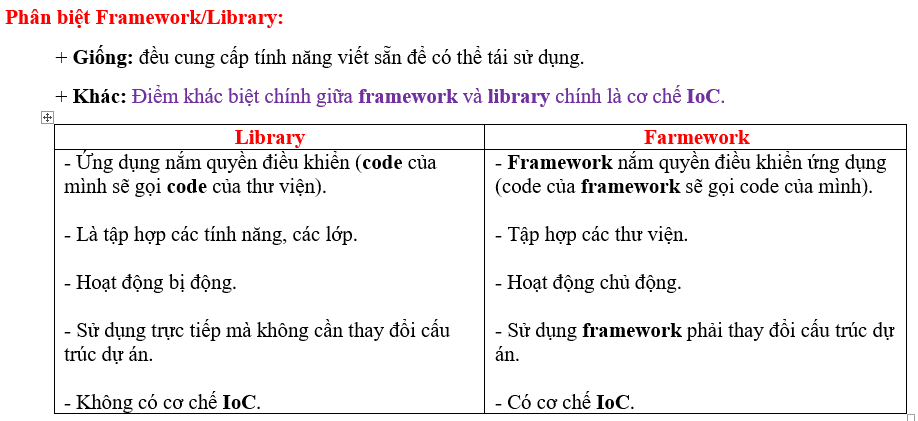 Phân biệt Framework/Library:
+ Giống: đều cung cấp tính năng viết sẵn để có thể tái sử dụng.
+ Khác: Điểm khác biệt chính giữa framework và library chính là cơ chế IoC.
Library
- Ứng dụng nắm quyền điều khiển (code của
mình sẽ gọi code của thư viện).
- Là tập hợp các tính năng, các lớp.
- Hoạt động bị động.
- Sử dụng trực tiếp mà không cần thay đổi cấu
trúc dự án.
- Không có cơ chế IoC.
Farmework
- Framework nắm quyền điều khiển ứng dụng
(code của framework sẽ gọi code của mình).
- Tập hợp các thư viện.
- Hoạt động chủ động.
- Sử dụng framework phải thay đổi cấu trúc dự
án.
- Có cơ chế IoC.